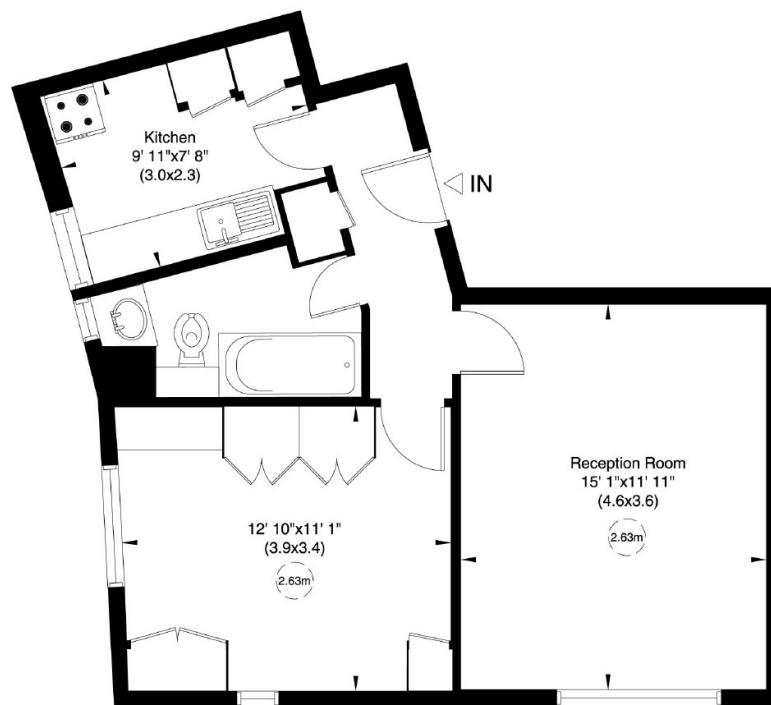 Kitchen
9' 11"x7' 8"
(3.0x2.3)
IN
Reception Room
15' 1"x11' 11"
(4.6x3.6)
2.63m
12' 10"x11' 1"
(3.9x3.4)
2.63m